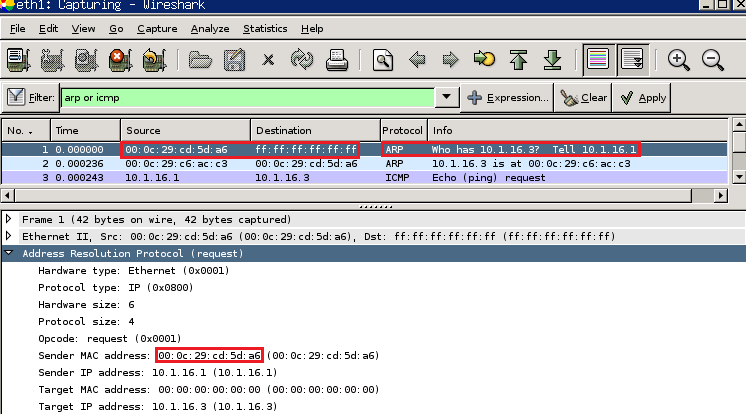 eth1: Capturing - Wireshark
File Edit View Go Capture Analyze Statistics Help
Filter: arp or icmp Expression... Clear Apply
No. Time Source Destination Protocol Info
1 0.000000 00:0c:29:cd:5d:a6 ff:ff:ff:ff:ff:ff ARP Who has 10.1.16.3? Tell 10.1.16.1
2 0.000236 00:0c:29:c6:ac:c3 00:0c:29:cd:5d:a6 ARP 10.1.16.3 is at 00:0c:29:c6:ac:c3
3 0.000243 10.1.16.1 10.1.16.3 ICMP Echo (ping) request
Frame 1 (42 bytes on wire, 42 bytes captured)
Ethernet II, Src: 00:0c:29:cd:5d:a6 (00:0c:29:cd:5d:a6), Dst: ff:ff:ff:ff:ff:ff (ff:ff:ff:ff:ff:ff)
Address Resolution Protocol (request)
Hardware type: Ethernet (0x0001)
Protocol type: IP (0x0800)
Hardware size: 6
Protocol size: 4
Opcode: request (0x0001)
Sender MAC address: 00:0c:29:cd:5d:a6 (00:0c:29:cd:5d:a6)
Sender IP address: 10.1.16.1 (10.1.16.1)
Target MAC address: 00:00:00:00:00:00 (00:00:00:00:00:00)
Target IP address: 10.1.16.3 (10.1.16.3)